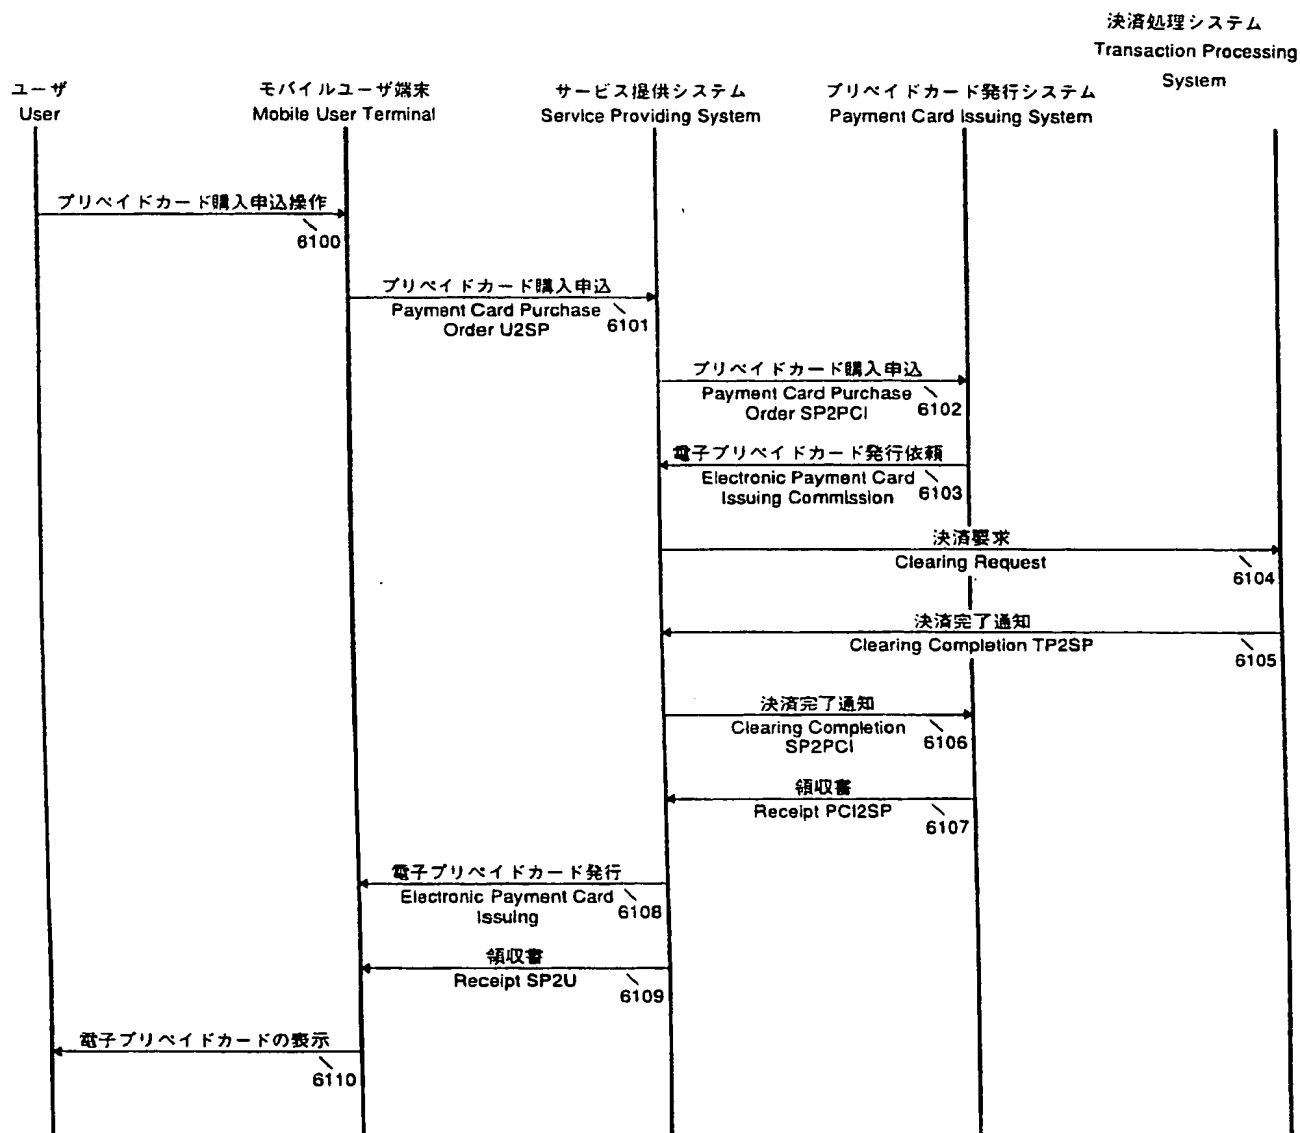 決済処理システム
Transaction Processing
System
ユーザ
User
モバイルユーザ端末
Mobile User Terminal
サービス提供システム
Service Providing System
プリペイドカード発行システム
Payment Card Issuing System
プリペイドカード購入申込操作
6100
プリペイドカード購入申込
Payment Card Purchase
Order U2SP
6101
プリペイドカード購入申込
Payment Card Purchase
Order SP2PCI
6102
電子プリペイドカード発行依頼
Electronic Payment Card
Issuing Commission
6103
決済要求
Clearing Request
6104
決済完了通知
Clearing Completion TP2SP
6105
決済完了通知
Clearing Completion
SP2PCI
6106
領収書
Receipt PCI2SP
6107
電子プリペイドカード発行
Electronic Payment Card
Issuing
6108
領収書
Receipt SP2U
6109
電子プリペイドカードの表示
6110